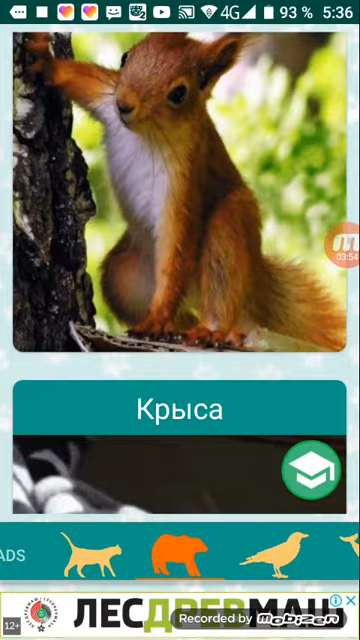 4G 93 % 5:36
03:54
Крыса
ADS
12+
ЛЕСДРЕВМАШ
Recorded by mobizen